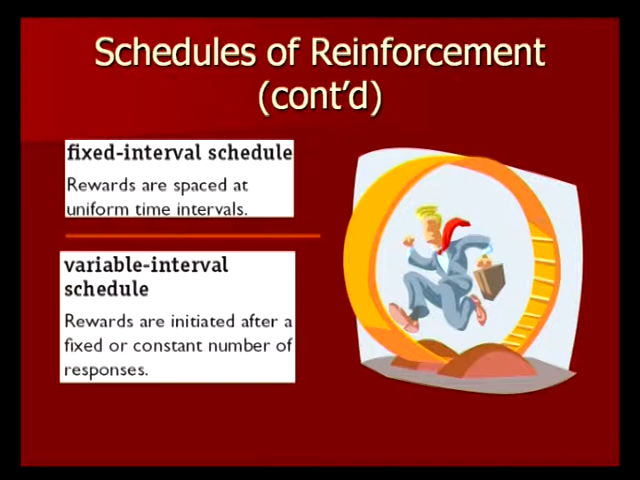 Schedules of Reinforcement
(cont'd)
fixed-interval schedule
Rewards are spaced at
uniform time intervals.
variable-interval
schedule
Rewards are initiated after a
fixed or constant number of
responses.